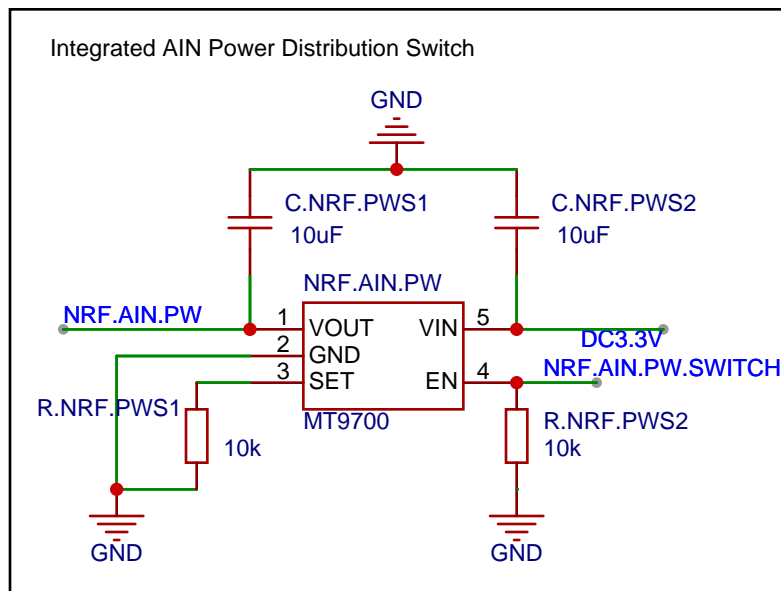 Integrated AIN Power Distribution Switch
GND
C.NRF.PWS1
10uF
C.NRF.PWS2
10uF
NRF.AIN.PW
NRF.AIN.PW
1
VOUT
VIN
5
DC3.3V
2
GND
3
SET
EN
4
NRF.AIN.PW.SWITCH
R.NRF.PWS1
10k
MT9700
R.NRF.PWS2
10k
GND
GND